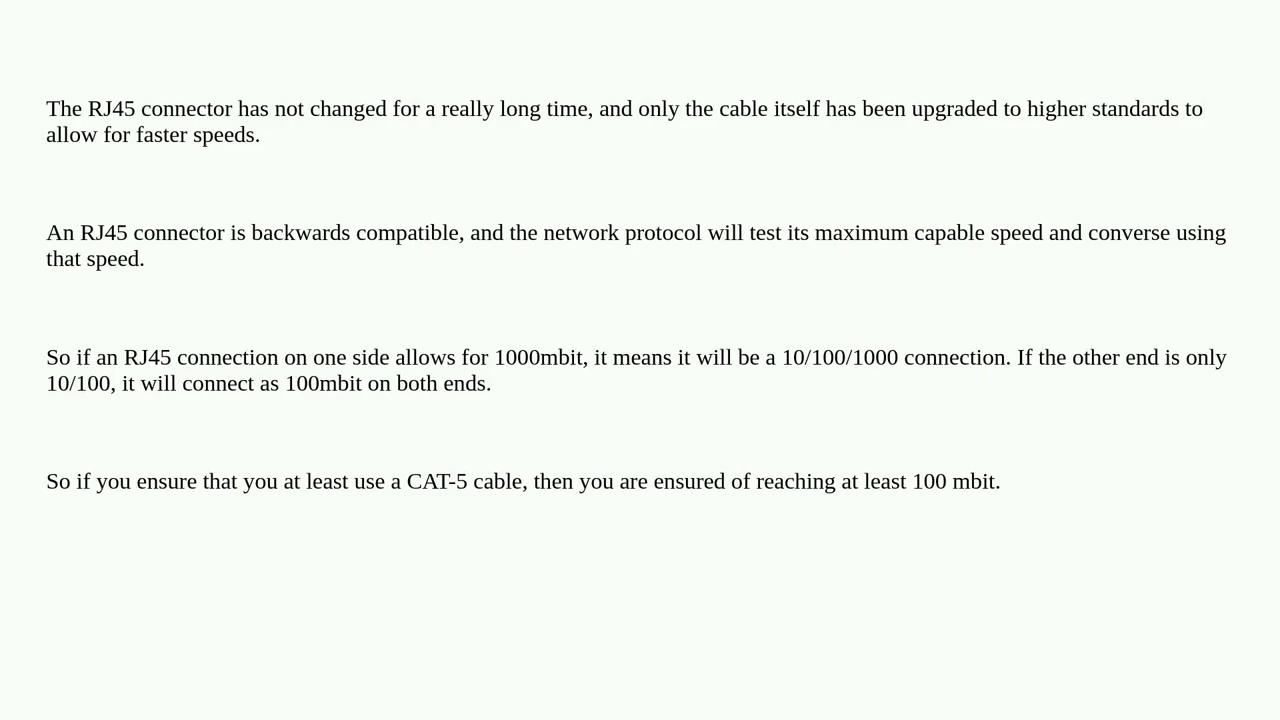 The RJ45 connector has not changed for a really long time, and only the cable itself has been upgraded to higher standards to
allow for faster speeds.
An RJ45 connector is backwards compatible, and the network protocol will test its maximum capable speed and converse using
that speed.
So if an RJ45 connection on one side allows for 1000mbit, it means it will be a 10/100/1000 connection. If the other end is only
10/100, it will connect as 100mbit on both ends.
So if you ensure that you at least use a CAT-5 cable, then you are ensured of reaching at least 100 mbit.